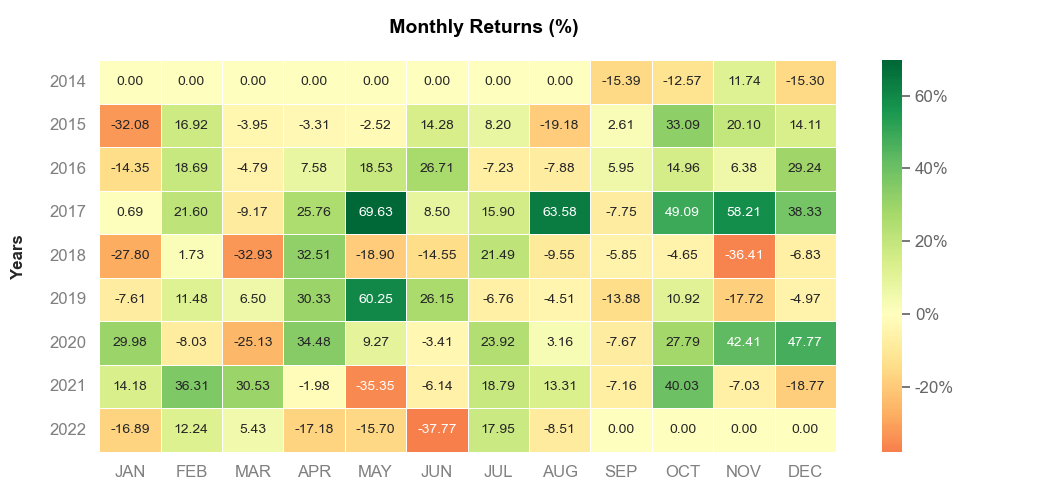 Monthly Returns (%)
Years
2014 0.00 0.00 0.00 0.00 0.00 0.00 0.00 0.00 -15.39 -12.57 11.74 -15.30
2015 -32.08 16.92 -3.95 -3.31 -2.52 14.28 8.20 -19.18 2.61 33.09 20.10 14.11
2016 -14.35 18.69 -4.79 7.58 18.53 26.71 -7.23 -7.88 5.95 14.96 6.38 29.24
2017 0.69 21.60 -9.17 25.76 69.63 8.50 15.90 63.58 -7.75 49.09 58.21 38.33
2018 -27.80 1.73 -32.93 32.51 -18.90 -14.55 21.49 -9.55 -5.85 -4.65 -36.41 -6.83
2019 -7.61 11.48 6.50 30.33 60.25 26.15 -6.76 -4.51 -13.88 10.92 -17.72 -4.97
2020 29.98 -8.03 -25.13 34.48 9.27 -3.41 23.92 3.16 -7.67 27.79 42.41 47.77
2021 14.18 36.31 30.53 -1.98 -35.35 -6.14 18.79 13.31 -7.16 40.03 -7.03 -18.77
2022 -16.89 12.24 5.43 -17.18 -15.70 -37.77 17.95 -8.51 0.00 0.00 0.00 0.00
JAN FEB MAR APR MAY JUN JUL AUG SEP OCT NOV DEC
60%
40%
20%
0%
-20%